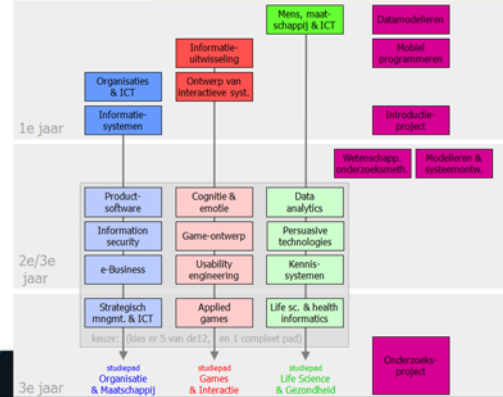 Mens, maat-
schappij & ICT
Datamodelleren
Informatie-
uitwisseling
Mobiel
programmeren
Organisaties
& ICT
Ontwerp van
interactieve syst.
1e jaar
Informatie-
systemen
Introductie-
project
Wetenschapp.
onderzoeksmeth.
Modelleren &
systeemontw.
Product-
software
Cognitie &
emotie
Data
analytics
Information
security
Game-ontwerp
Persuasive
technologies
2e/3e
jaar
e-Business
Usability
engineering
Kennis-
systemen
Strategisch
mngmt. & ICT
Applied
games
Life sc. & health
informatics
keuze: (kies er 5 van de12, en 1 compleet pad)
Onderzoeks-
project
3e jaar
studiepad
Organisatie
& Maatschappij
studiepad
Games
& Interactie
studiepad
Life Science
& Gezondheid